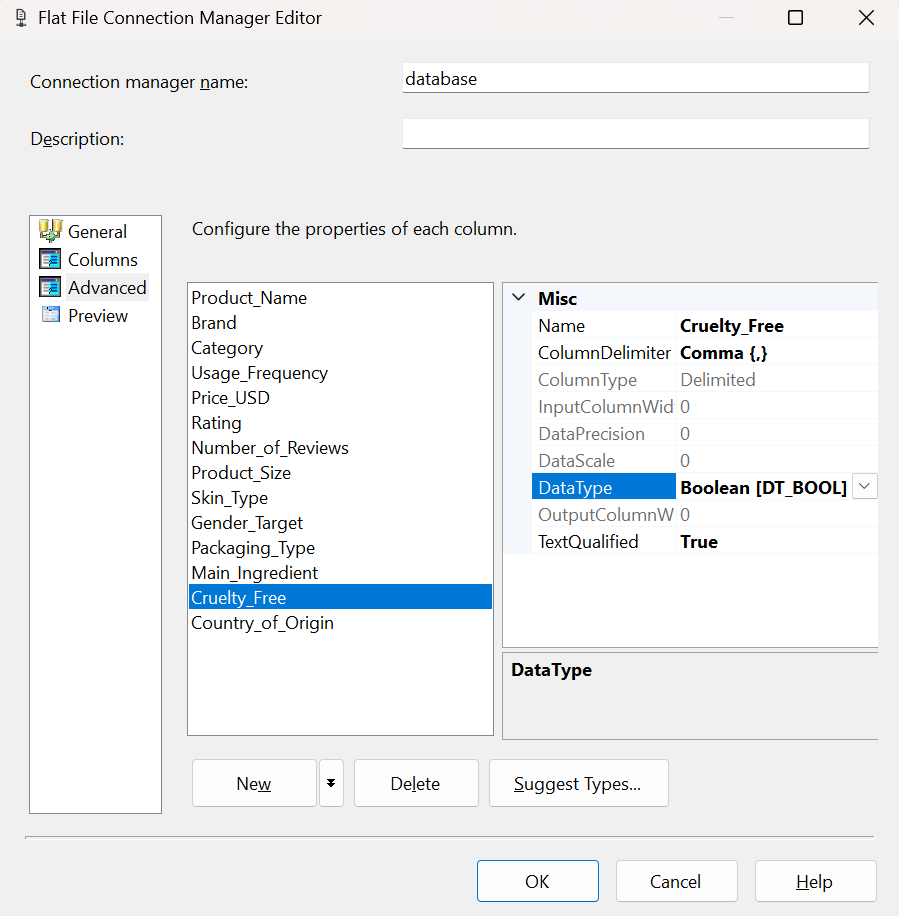 Flat File Connection Manager Editor
Connection manager name:
database
Description:
General
Columns
Advanced
Preview
Configure the properties of each column.
Product_Name
Brand
Category
Usage_Frequency
Price_USD
Rating
Number_of_Reviews
Product_Size
Skin_Type
Gender_Target
Packaging_Type
Main_Ingredient
Cruelty_Free
Country_of_Origin
Misc
Name Cruelty_Free
ColumnDelimiter Comma {,}
ColumnType Delimited
InputColumnWid 0
DataPrecision 0
DataScale 0
DataType Boolean [DT_BOOL]
OutputColumnW 0
TextQualified True
DataType
New
Delete
Suggest Types...
OK
Cancel
Help